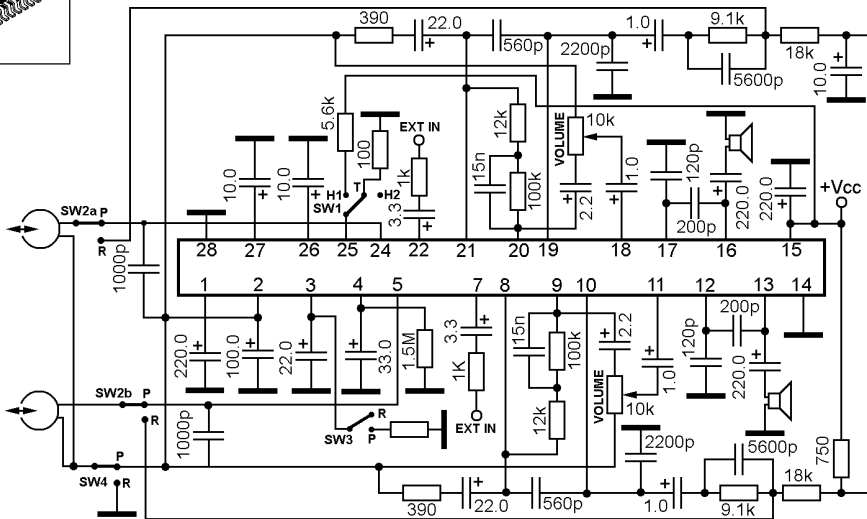 390 22.0 560p 1.0 9.1k
+ +
2200p 5600p 18k + 10.0
5.6k 100 EXT IN 12k VOLUME 10k
10.0 10.0 1k 15n 100k 1.0 120p 220.0 220.0 +Vcc
+ + H1 T H2 3.3 + 2.2 + + 200p + +
SW1
SW2a P
R
28 27 26 25 24 22 21 20 19 18 17 16 15
1000p
1 2 3 4 5 7 8 9 10 11 12 13 14
220.0 + 100.0 + 22.0 + 33.0 + 1.5M 3.3 + 15n 100k 2.2 + 1.0 + 120p 200p 220.0 +
1K 12k VOLUME 10k
SW2b P
R
1000p SW3 R
P
EXT IN
2200p 5600p 750
SW4 P
R
390 + 22.0 560p 1.0 + 9.1k 18k